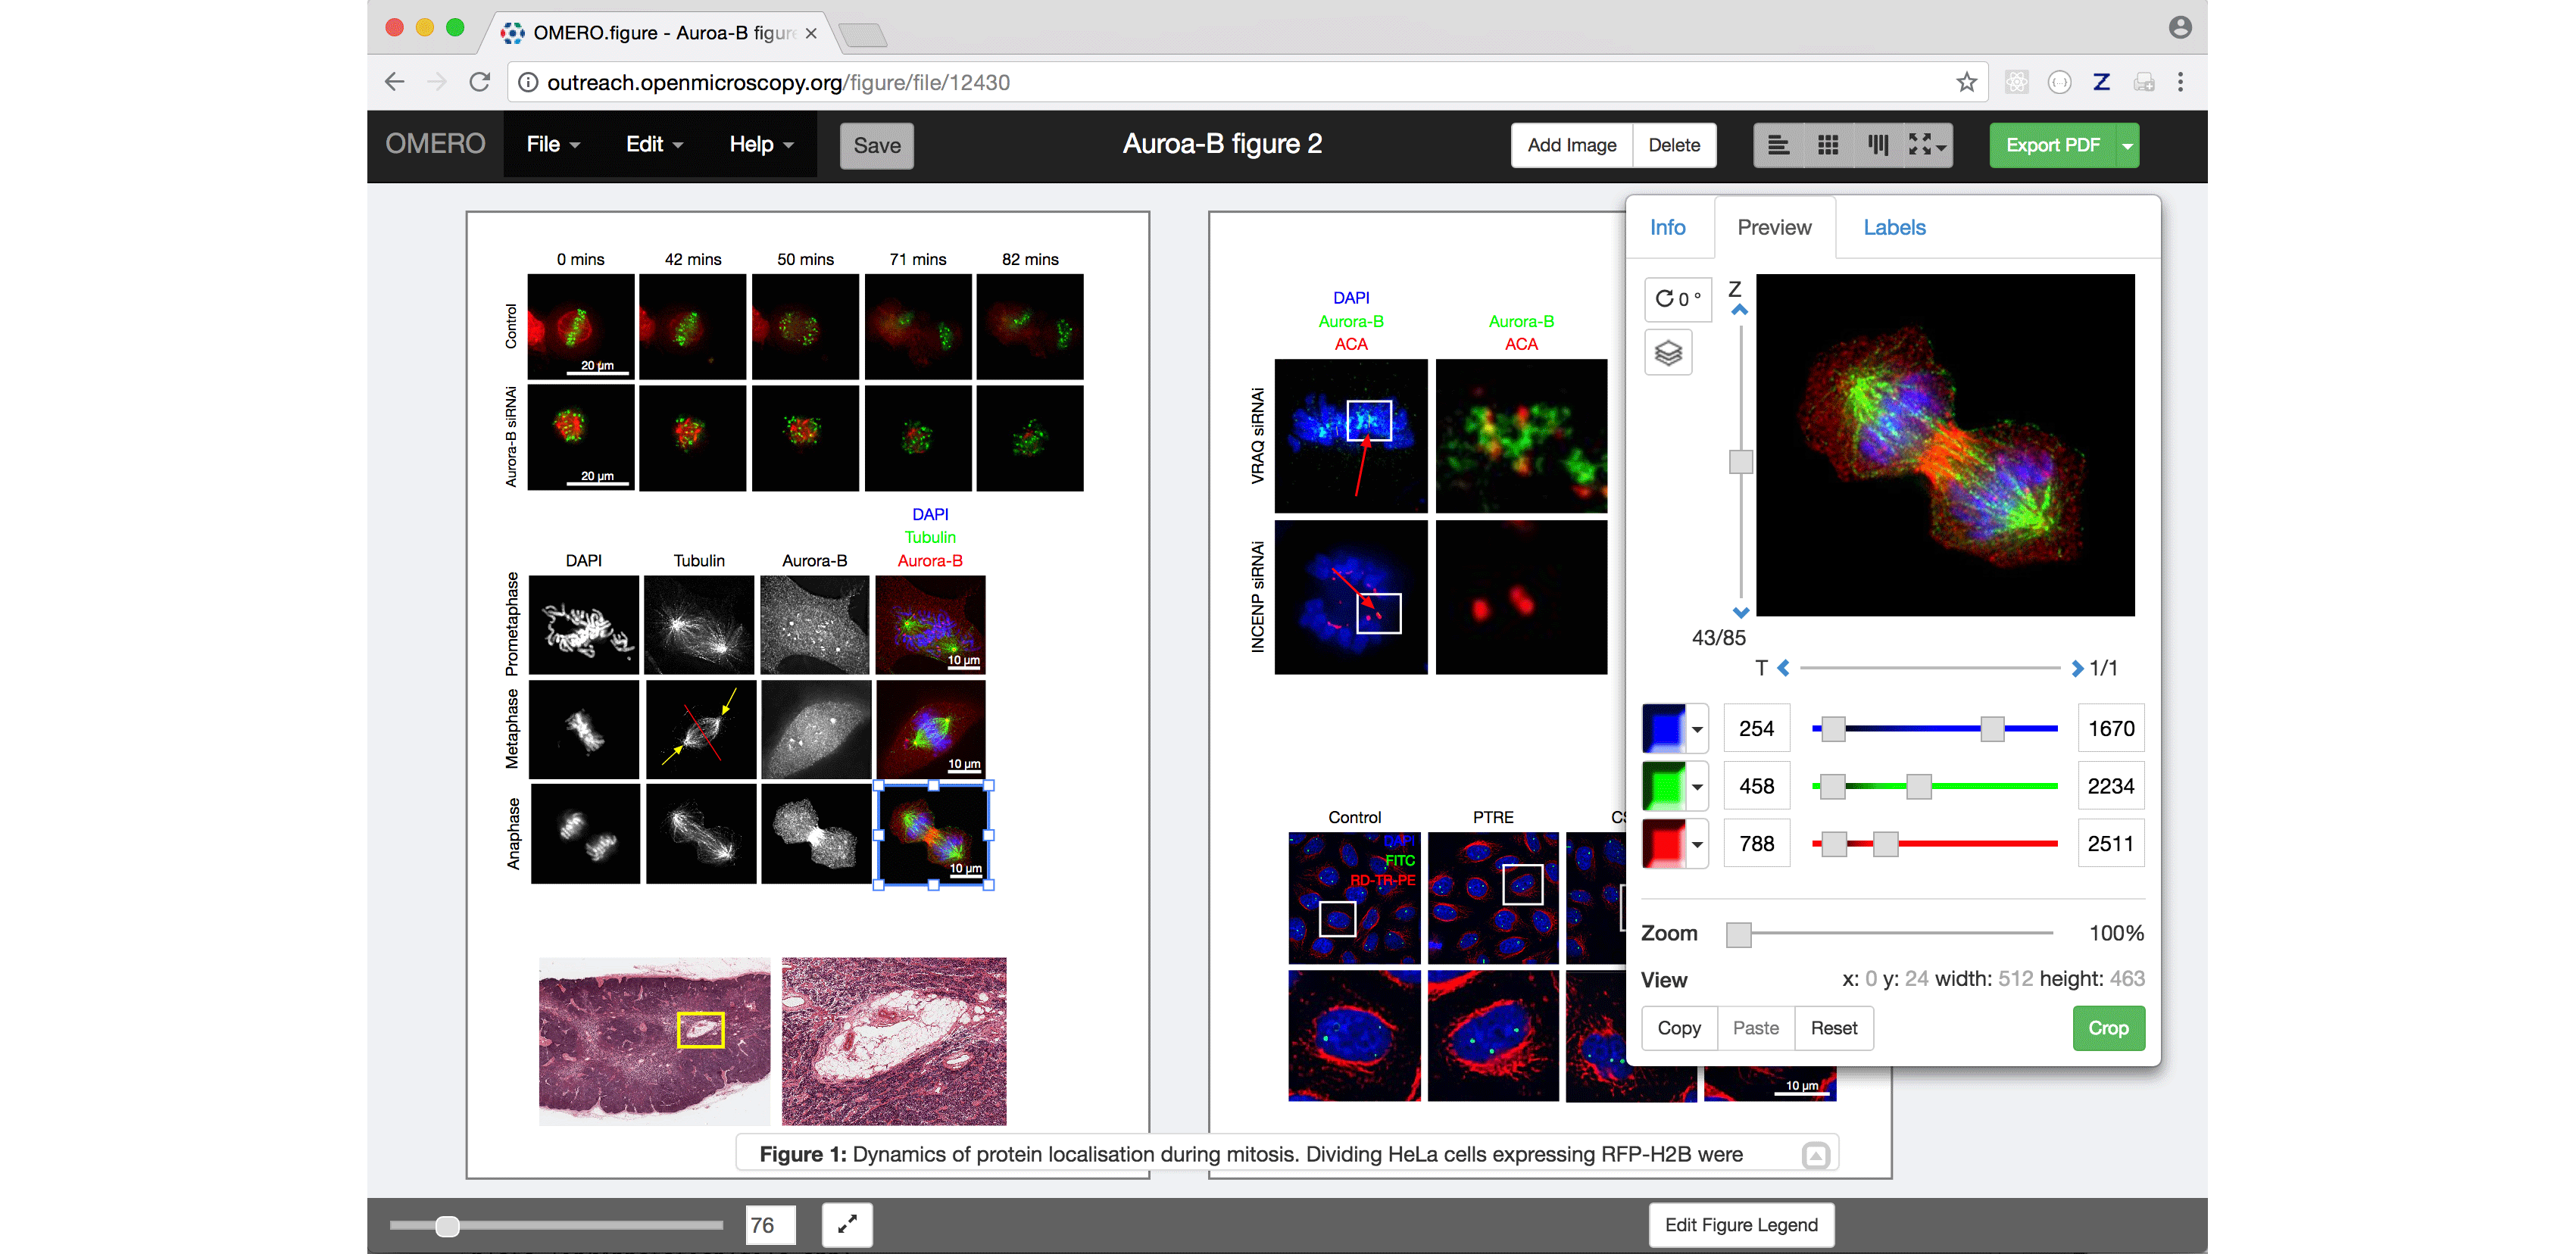 OMERO.figure - Auroa-B figure
outreach.openmicroscopy.org/figure/file/12430
OMERO File Edit Help Save Auroa-B figure 2 Add Image Delete Export PDF
0 mins 42 mins 50 mins 71 mins 82 mins
Control
20 µm
Aurora-B siRNAi
20 µm
DAPI
Tubulin
Aurora-B
DAPI Tubulin Aurora-B
Prometaphase
10 µm
Metaphase
10 µm
Anaphase
10 µm
DAPI
Aurora-B
ACA
Aurora-B
ACA
VRAQ siRNAi
INCENP siRNAi
Control PTRE
DAPI
FITC
RD-TR-PE
10 µm
Figure 1: Dynamics of protein localisation during mitosis. Dividing HeLa cells expressing RFP-H2B were
Info Preview Labels
0 °
Z
43/85
T 1/1
254 1670
458 2234
788 2511
Zoom 100%
View x: 0 y: 24 width: 512 height: 463
Copy Paste Reset Crop
76 Edit Figure Legend